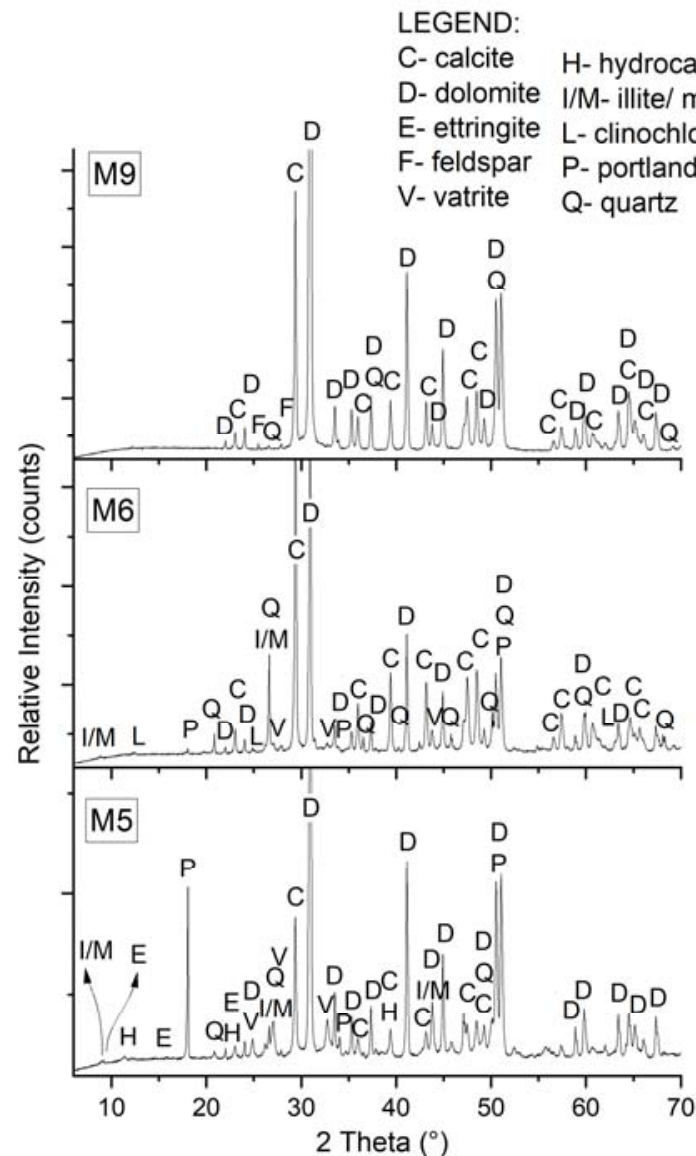 LEGEND:
C- calcite
D- dolomite
E- ettringite
F- feldspar
V- vatrite
H- hydroca
I/M- illite/ m
L- clinochlo
P- portland
Q- quartz
Relative Intensity (counts)
M9
D C D F Q F C D D D C D Q C D C D C C D D Q C C D D C D D C C D D Q
M6
I/M L P Q D C D L V Q I/M C D V D P C Q D C Q D C V D Q C C Q D Q P C C D Q C L D C C Q
M5
I/M E H E P Q E H D V V Q I/M C D V D P D C D C H D C D I/M D C D Q C D P D D D D D
10 20 30 40 50 60 70
2 Theta (°)